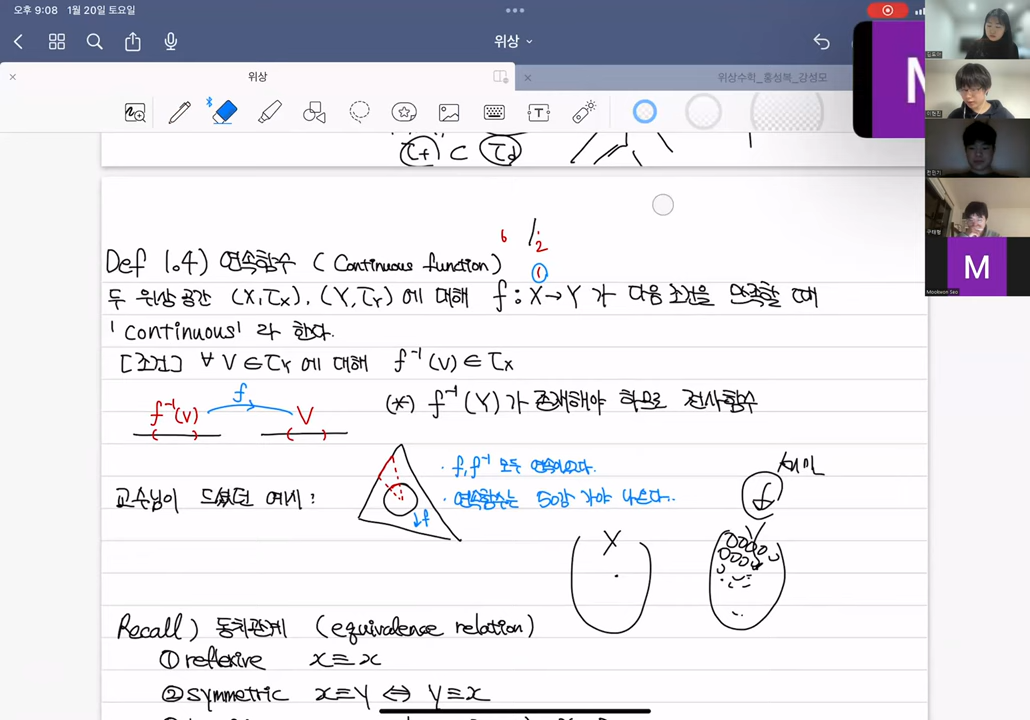 오후 9:08 1월 20일 토요일
위상
위상
위상수학_홍성복_강성모
M
τf ⊂ τd
6
2
①
Def 1.4) 연속함수 ( Continuous function)
두 위상공간 (X,τx), (Y,τY) 에 대해 f : X→Y 가 다음 조건을 만족할 때
'continuous' 라 한다.
[조건] ∀ V ∈ τY 에 대해 f⁻¹(V) ∈ τx
f
f⁻¹(V) V
(*) f⁻¹(Y)가 존재해야 하므로 전사함수
· f, f⁻¹ 모두 연속이다.
· 연속함수는 50강 가야 나온다.
교수님이 드셨던 예시 :
f
f
X
Recall) 동치관계 (equivalence relation)
① reflexive x≡x
② symmetric x≡Y ⇔ Y≡x
M
Mookwon Seo